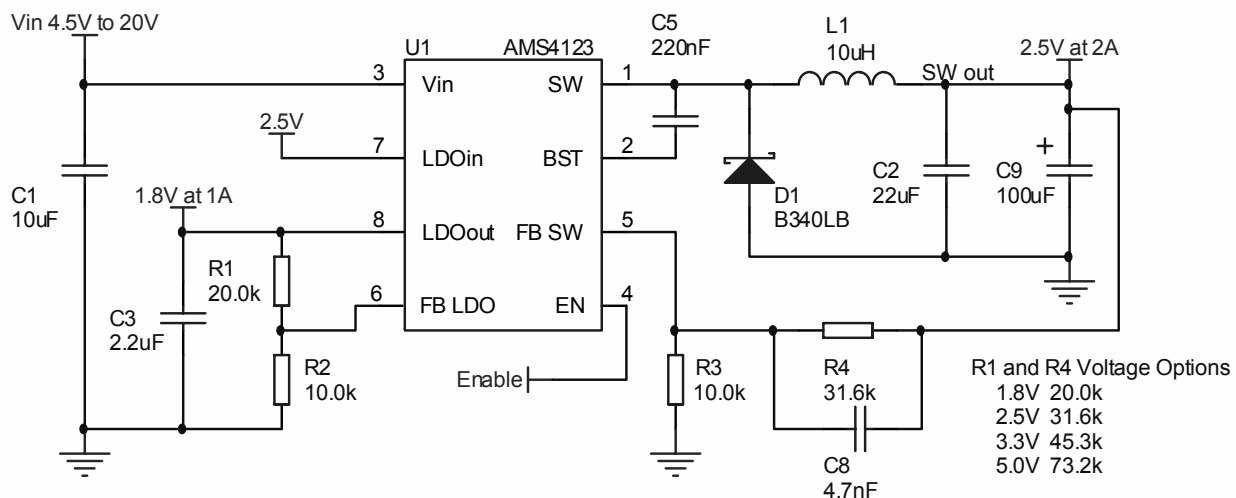 Vin 4.5V to 20V
U1
AMS4123
C5
220nF
L1
10uH
2.5V at 2A
SW out
3
Vin
SW
1
2.5V
7
LDOin
BST
2
C1
10uF
1.8V at 1A
8
LDOout
FB SW
5
D1
B340LB
C2
22uF
+
C9
100uF
R1
20.0k
6
FB LDO
EN
4
C3
2.2uF
R2
10.0k
Enable
R3
10.0k
R4
31.6k
C8
4.7nF
R1 and R4 Voltage Options
1.8V 20.0k
2.5V 31.6k
3.3V 45.3k
5.0V 73.2k